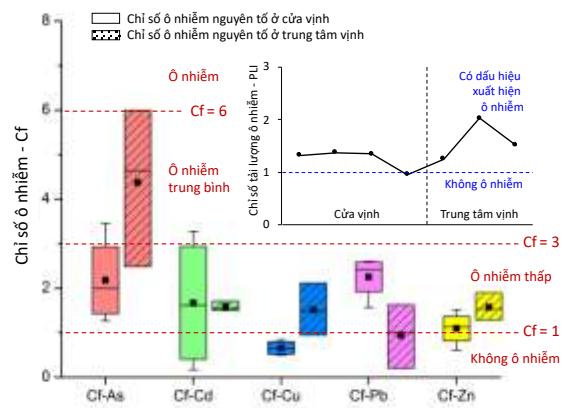 Chỉ số ô nhiễm nguyên tố ở cửa vịnh
Chỉ số ô nhiễm nguyên tố ở trung tâm vịnh
Chỉ số ô nhiễm - Cf
8
6
4
2
0
Ô nhiễm
Cf = 6
Ô nhiễm
trung bình
Chỉ số tải lượng ô nhiễm - PLI
3
2
1
0
Có dấu hiệu
xuất hiện
ô nhiễm
Không ô nhiễm
Cửa vịnh
Trung tâm vịnh
Cf = 3
Ô nhiễm thấp
Cf = 1
Không ô nhiễm
Cf-As
Cf-Cd
Cf-Cu
Cf-Pb
Cf-Zn